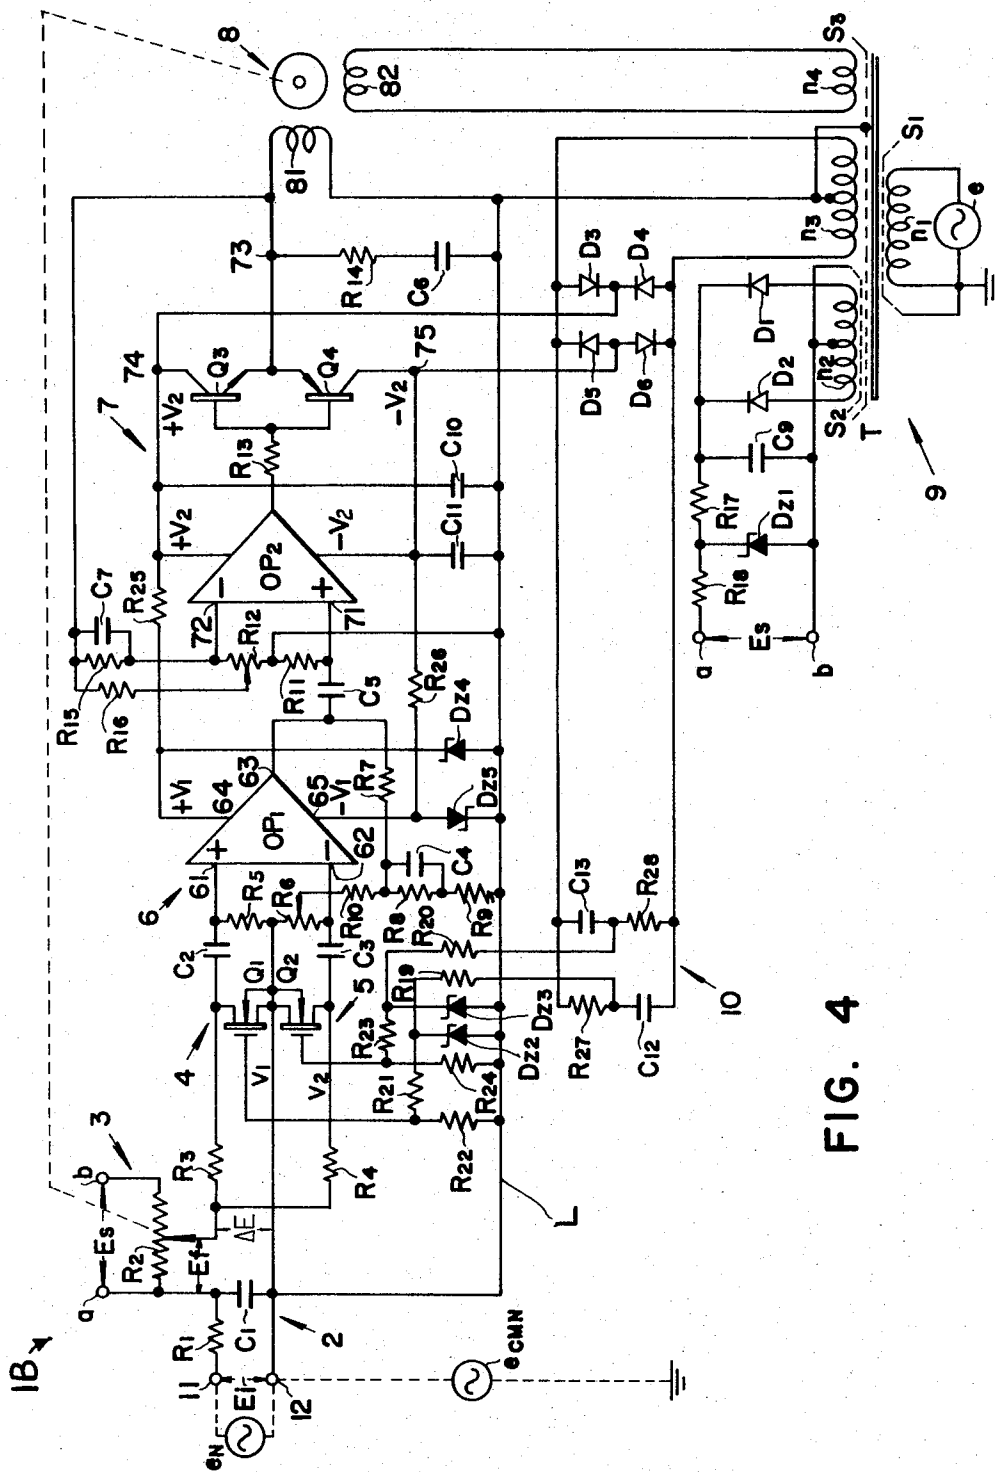 1B
a
Es
b
3
R2
Ef
ΔE
R1
C1
11
Ei
12
eN
2
eCMN
R3
R4
4
5
V1
V2
Q1
Q2
C2
C3
R5
R6
6
61
62
+
−
OP1
63
64
65
+V1
−V1
R7
R10
R8
C4
R9
R20
R19
R23
R21
R24
R22
Dz2
Dz3
Dz5
Dz4
L
R15
R16
C7
R25
R12
R11
C5
R26
72
71
−
+
OP2
+V2
−V2
R13
C11
C10
7
74
+V2
Q3
Q4
−V2
75
73
R14
C6
81
8
82
C13
R28
R27
C12
10
D5
D6
D3
D4
n3
n4
S3
a
Es
b
R18
R17
Dz1
C9
D2
D1
n2
S2
T
S1
n1
e
9
FIG. 4